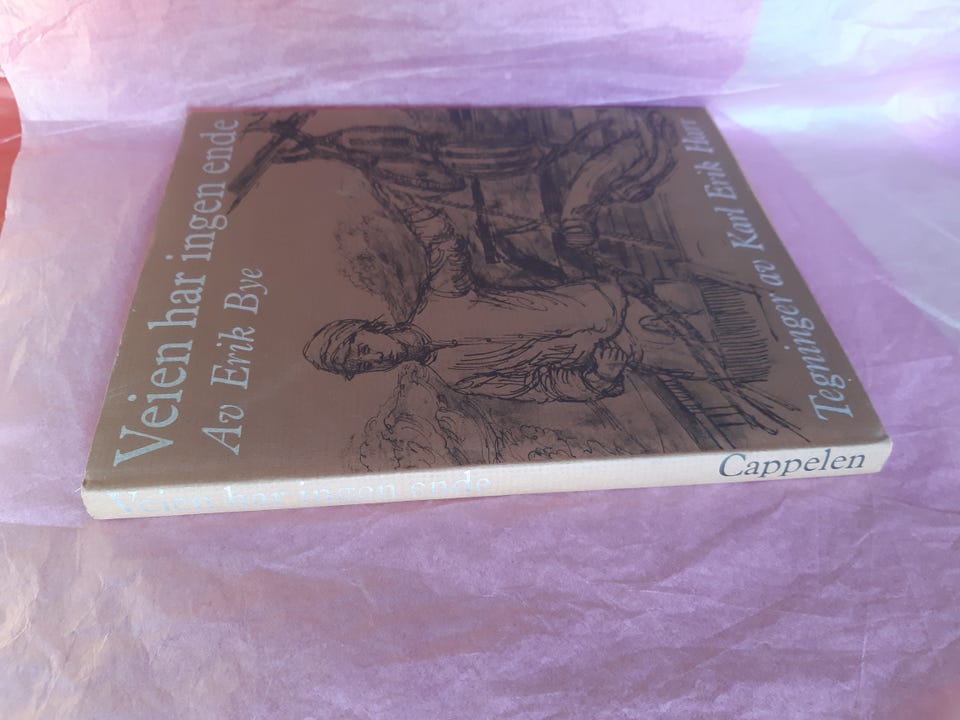 Veien har ingen ende
Av Erik Bye
Tegninger av Karl Erik Harr
Veien har ingen ende
Cappelen